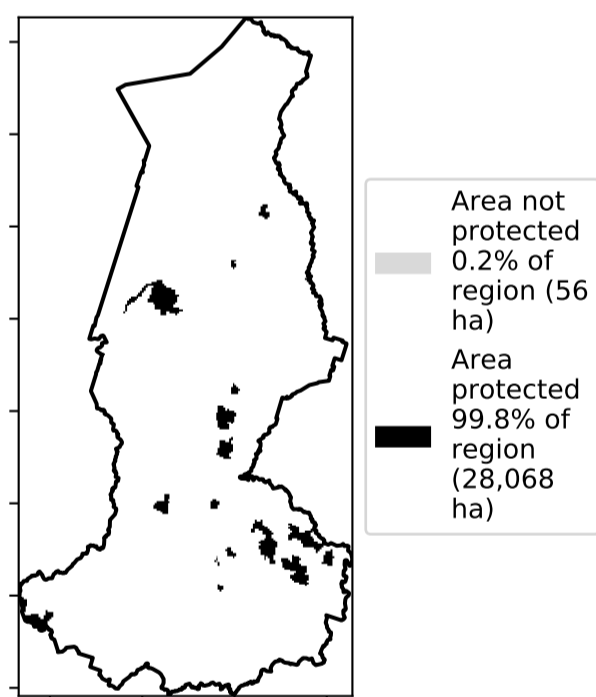 Area not
protected
0.2% of
region (56
ha)
Area
protected
99.8% of
region
(28,068
ha)